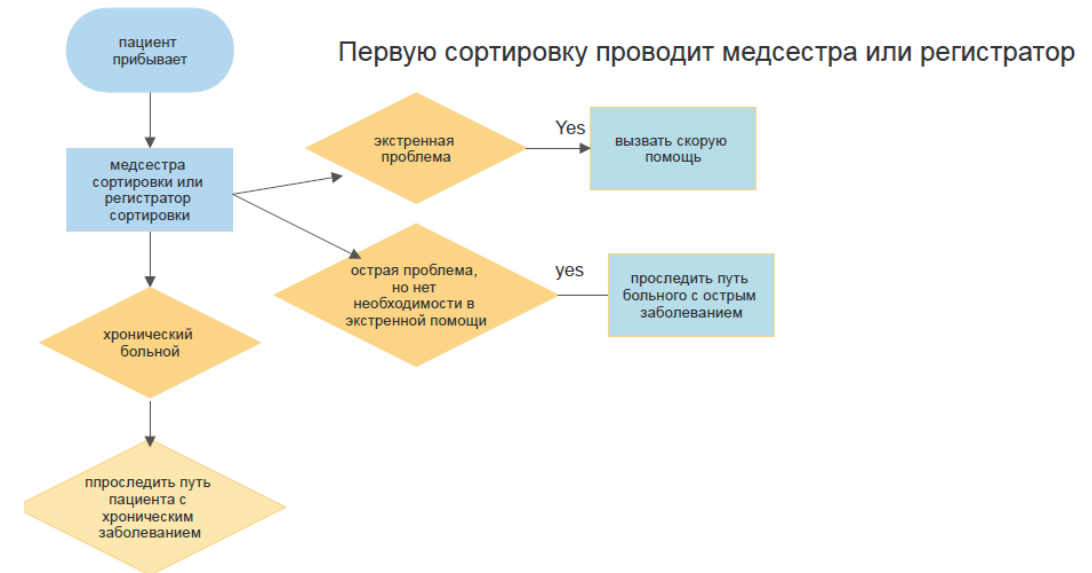 пациент
прибывает
Первую сортировку проводит медсестра или регистратор
экстренная
проблема
Yes
вызвать скорую
помощь
медсестра
сортировки или
регистратор
сортировки
острая проблема,
но нет
необходимости в
экстренной помощи
yes
проследить путь
больного с острым
заболеванием
хронический
больной
ппроследить путь
пациента с
хроническим
заболеванием